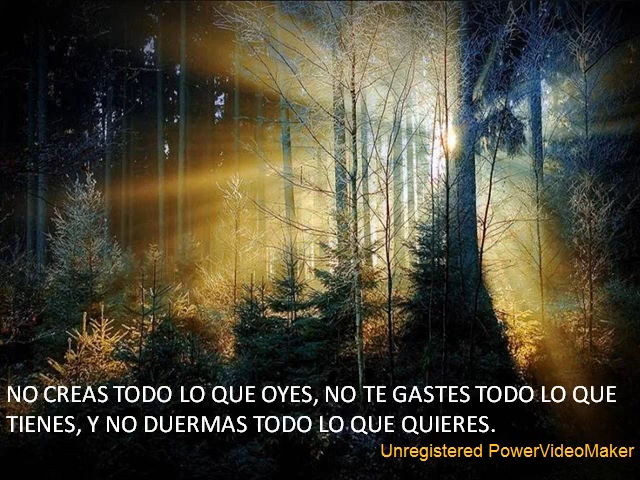 NO CREAS TODO LO QUE OYES, NO TE GASTES TODO LO QUE
TIENES, Y NO DUERMAS TODO LO QUE QUIERES.
Unregistered PowerVideoMaker